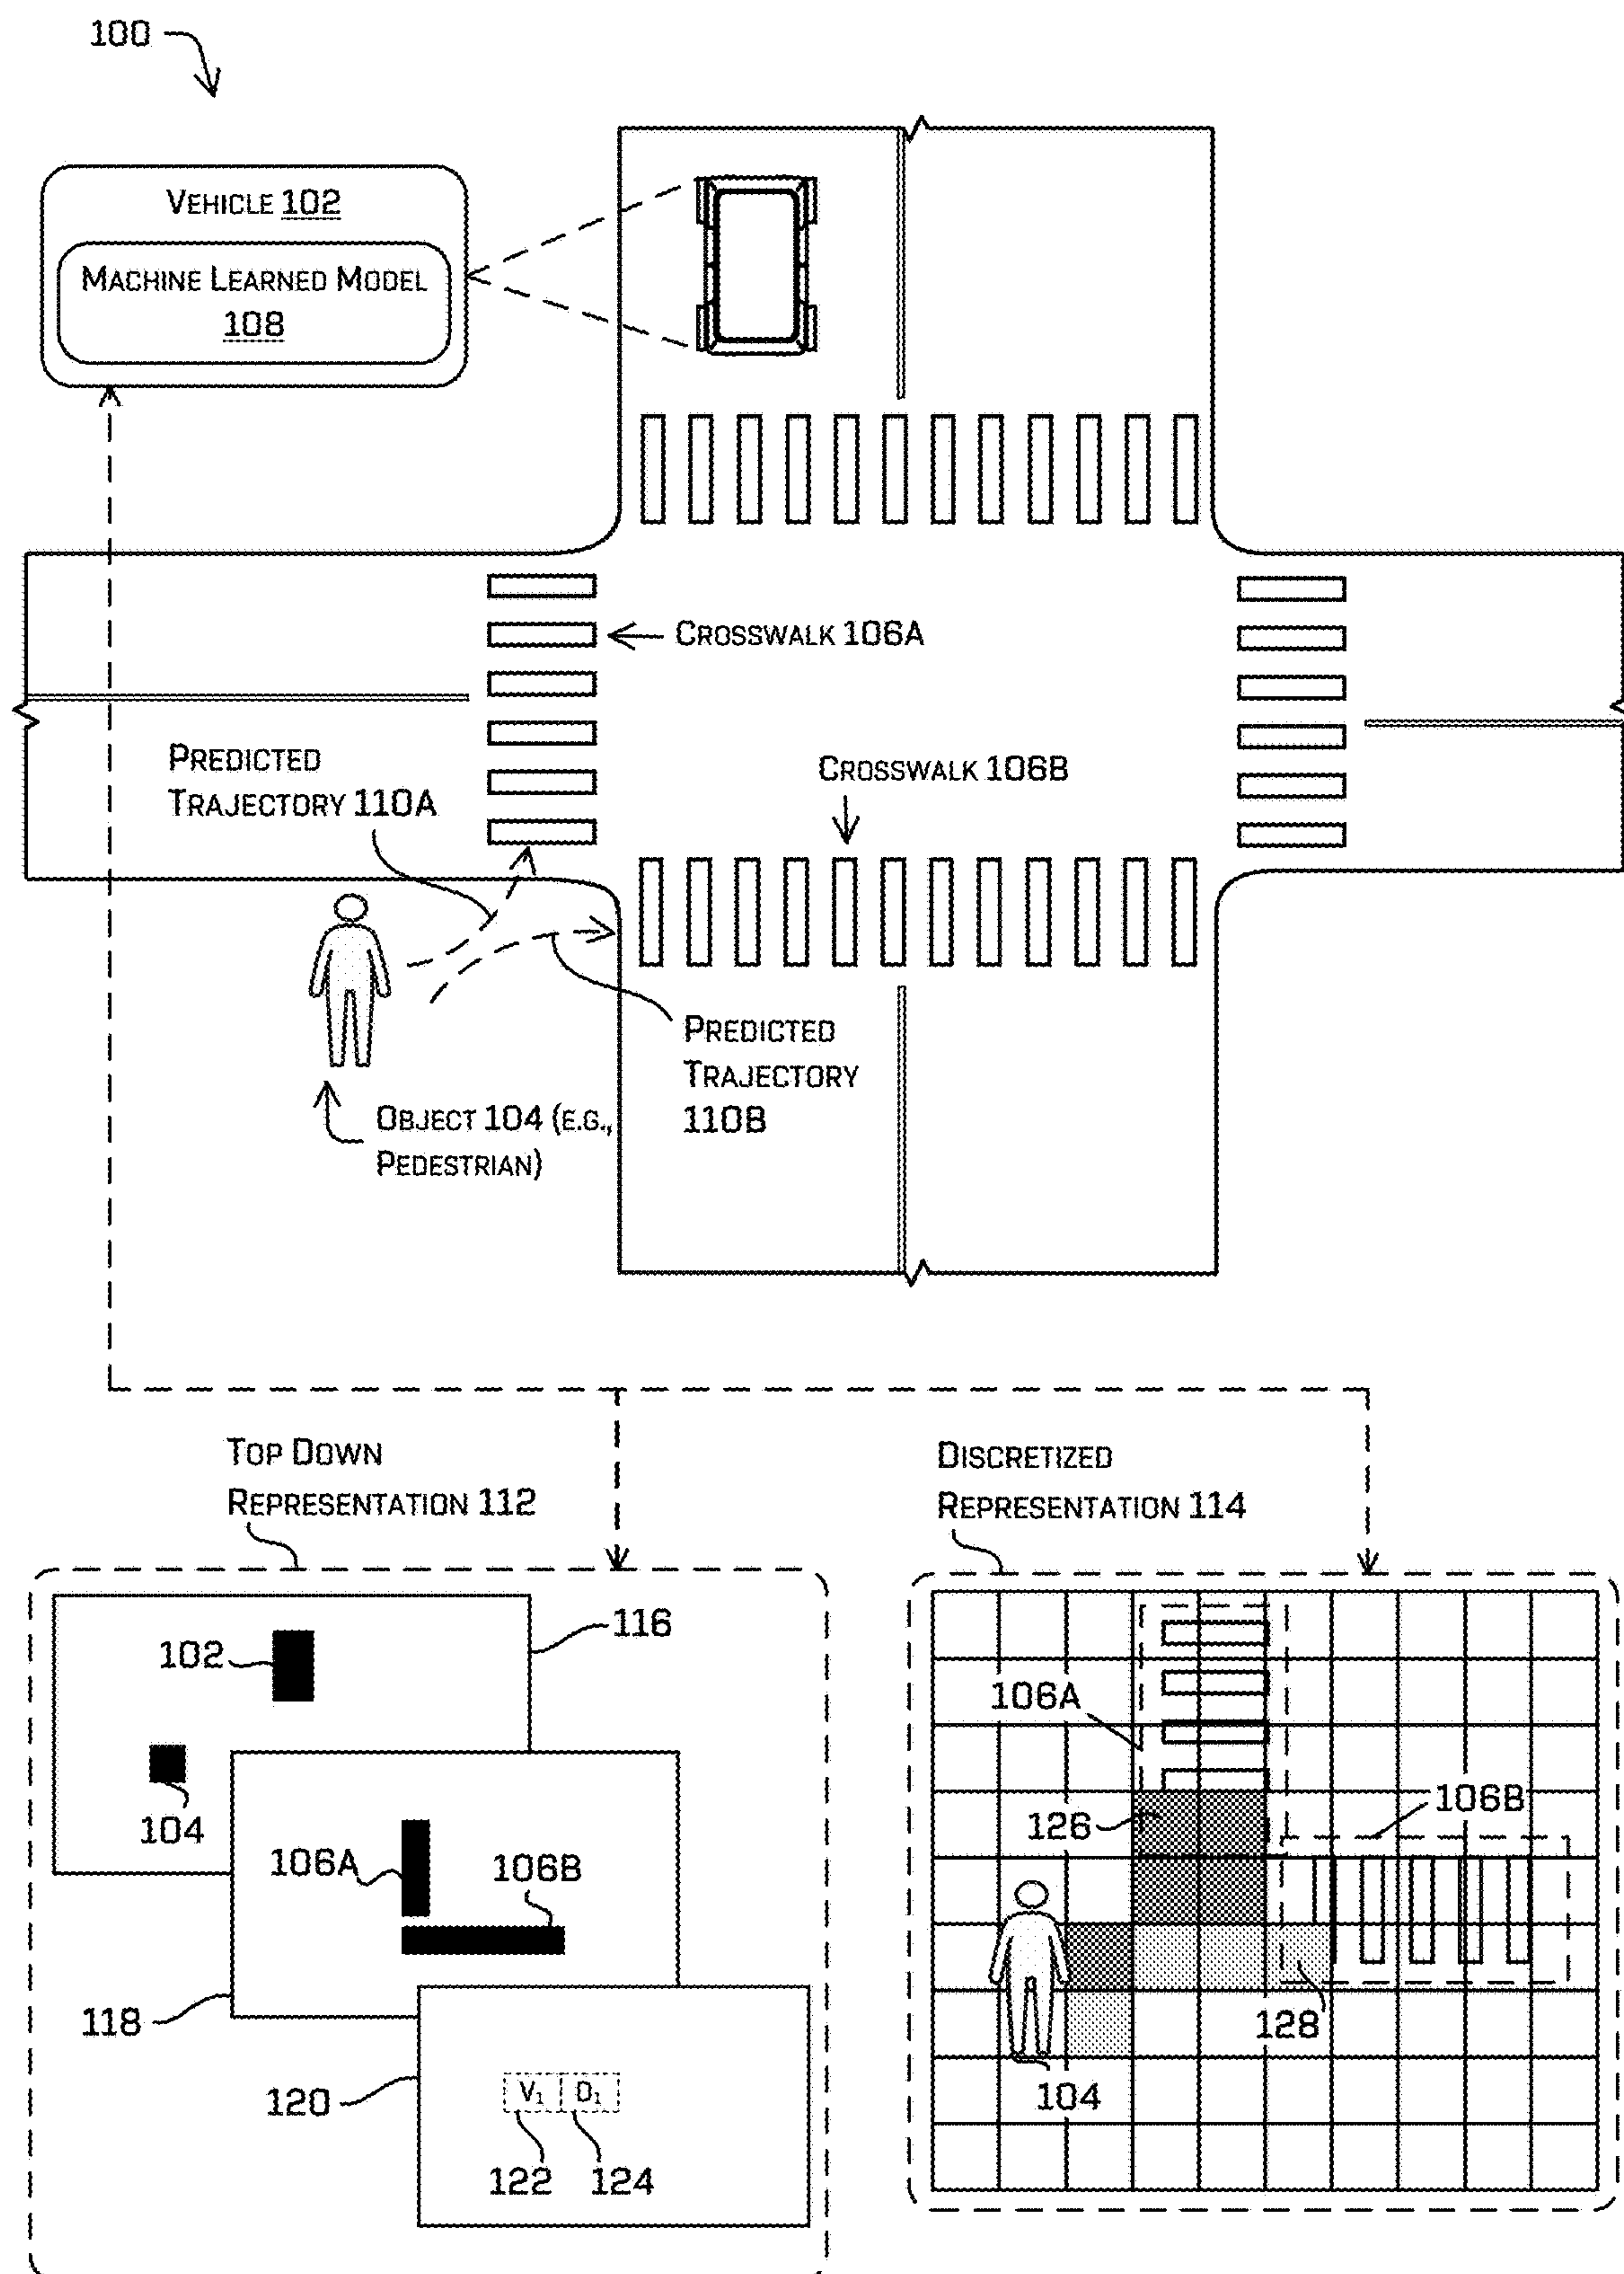 100
VEHICLE 102
MACHINE LEARNED MODEL
108
CROSSWALK 106A
PREDICTED
TRAJECTORY 110A
CROSSWALK 106B
PREDICTED
TRAJECTORY
110B
OBJECT 104 (E.G.,
PEDESTRIAN)
TOP DOWN
REPRESENTATION 112
DISCRETIZED
REPRESENTATION 114
116
102
104
106A
106B
118
120
V₁ D₁
122 124
106A
106B
126
128
104